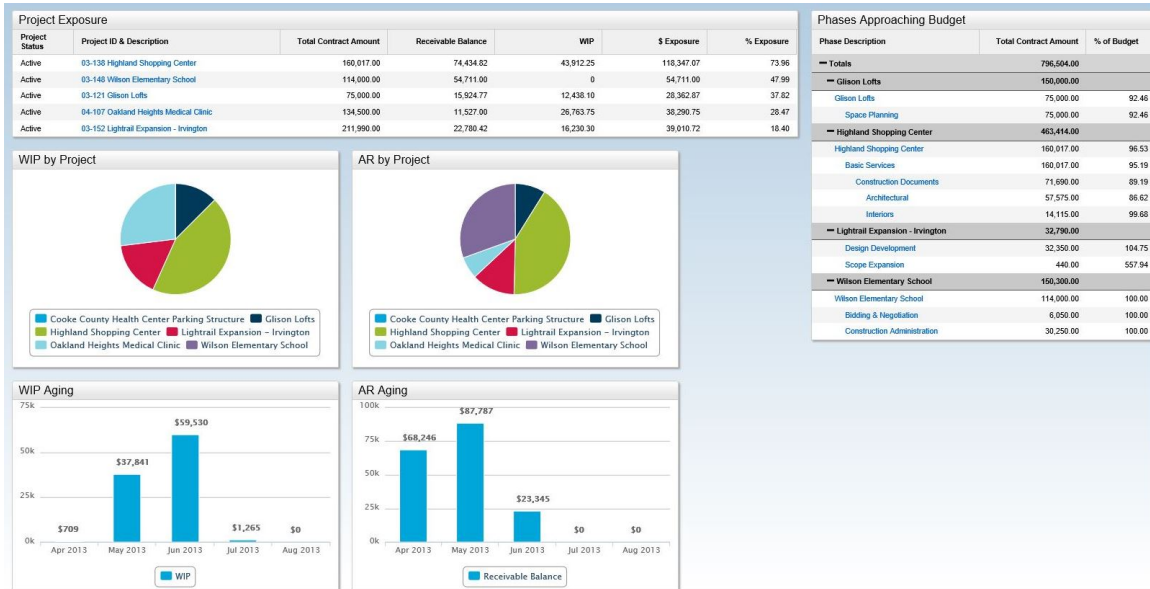 Project Exposure
Project Status Project ID & Description Total Contract Amount Receivable Balance WIP $ Exposure % Exposure
Active 03-138 Highland Shopping Center 160,017.00 74,434.82 43,912.25 118,347.07 73.96
Active 03-148 Wilson Elementary School 114,000.00 54,711.00 0 54,711.00 47.99
Active 03-121 Glison Lofts 75,000.00 15,924.77 12,438.10 28,362.87 37.82
Active 04-107 Oakland Heights Medical Clinic 134,500.00 11,527.00 26,763.75 38,290.75 28.47
Active 03-152 Lightrail Expansion - Irvington 211,990.00 22,780.42 16,230.30 39,010.72 18.40
WIP by Project
Cooke County Health Center Parking Structure Glison Lofts
Highland Shopping Center Lightrail Expansion - Irvington
Oakland Heights Medical Clinic Wilson Elementary School
AR by Project
Cooke County Health Center Parking Structure Glison Lofts
Highland Shopping Center Lightrail Expansion - Irvington
Oakland Heights Medical Clinic Wilson Elementary School
WIP Aging
75k
$59,530
50k
$37,841
25k
$709 $1,265 $0
0k
Apr 2013 May 2013 Jun 2013 Jul 2013 Aug 2013
WIP
AR Aging
100k
$87,787
75k
$68,246
50k
$23,345
25k
$0 $0
0k
Apr 2013 May 2013 Jun 2013 Jul 2013 Aug 2013
Receivable Balance
Phases Approaching Budget
Phase Description Total Contract Amount % of Budget
Totals 796,504.00
Glison Lofts 150,000.00
Glison Lofts 75,000.00 92.46
Space Planning 75,000.00 92.46
Highland Shopping Center 463,414.00
Highland Shopping Center 160,017.00 96.53
Basic Services 160,017.00 95.19
Construction Documents 71,690.00 89.19
Architectural 57,575.00 86.62
Interiors 14,115.00 99.68
Lightrail Expansion - Irvington 32,790.00
Design Development 32,350.00 104.75
Scope Expansion 440.00 557.94
Wilson Elementary School 150,300.00
Wilson Elementary School 114,000.00 100.00
Bidding & Negotiation 6,050.00 100.00
Construction Administration 30,250.00 100.00